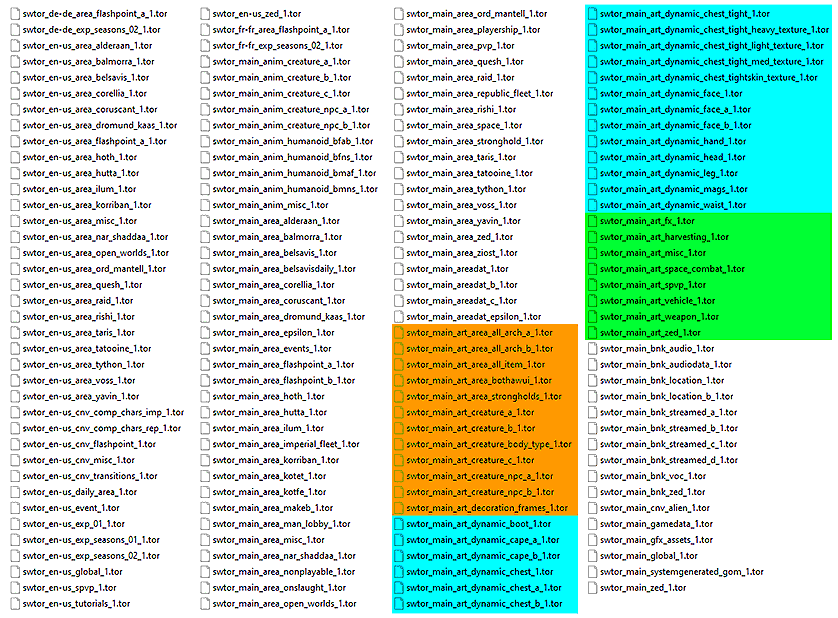 swtor_de-de_area_flashpoint_a_1.tor
swtor_de-de_exp_seasons_02_1.tor
swtor_en-us_area_alderaan_1.tor
swtor_en-us_area_balmorra_1.tor
swtor_en-us_area_belsavis_1.tor
swtor_en-us_area_corellia_1.tor
swtor_en-us_area_coruscant_1.tor
swtor_en-us_area_dromund_kaas_1.tor
swtor_en-us_area_flashpoint_a_1.tor
swtor_en-us_area_hoth_1.tor
swtor_en-us_area_hutta_1.tor
swtor_en-us_area_ilum_1.tor
swtor_en-us_area_korriban_1.tor
swtor_en-us_area_misc_1.tor
swtor_en-us_area_nar_shaddaa_1.tor
swtor_en-us_area_open_worlds_1.tor
swtor_en-us_area_ord_mantell_1.tor
swtor_en-us_area_quesh_1.tor
swtor_en-us_area_raid_1.tor
swtor_en-us_area_rishi_1.tor
swtor_en-us_area_taris_1.tor
swtor_en-us_area_tatooine_1.tor
swtor_en-us_area_tython_1.tor
swtor_en-us_area_voss_1.tor
swtor_en-us_area_yavin_1.tor
swtor_en-us_cnv_comp_chars_imp_1.tor
swtor_en-us_cnv_comp_chars_rep_1.tor
swtor_en-us_cnv_flashpoint_1.tor
swtor_en-us_cnv_misc_1.tor
swtor_en-us_cnv_transitions_1.tor
swtor_en-us_daily_area_1.tor
swtor_en-us_event_1.tor
swtor_en-us_exp_01_1.tor
swtor_en-us_exp_seasons_01_1.tor
swtor_en-us_exp_seasons_02_1.tor
swtor_en-us_global_1.tor
swtor_en-us_spvp_1.tor
swtor_en-us_tutorials_1.tor
swtor_en-us_zed_1.tor
swtor_fr-fr_area_flashpoint_a_1.tor
swtor_fr-fr_exp_seasons_02_1.tor
swtor_main_anim_creature_a_1.tor
swtor_main_anim_creature_b_1.tor
swtor_main_anim_creature_c_1.tor
swtor_main_anim_creature_npc_a_1.tor
swtor_main_anim_creature_npc_b_1.tor
swtor_main_anim_humanoid_bfab_1.tor
swtor_main_anim_humanoid_bfns_1.tor
swtor_main_anim_humanoid_bmaf_1.tor
swtor_main_anim_humanoid_bmns_1.tor
swtor_main_anim_misc_1.tor
swtor_main_area_alderaan_1.tor
swtor_main_area_balmorra_1.tor
swtor_main_area_belsavis_1.tor
swtor_main_area_belsavisdaily_1.tor
swtor_main_area_corellia_1.tor
swtor_main_area_coruscant_1.tor
swtor_main_area_dromund_kaas_1.tor
swtor_main_area_epsilon_1.tor
swtor_main_area_events_1.tor
swtor_main_area_flashpoint_a_1.tor
swtor_main_area_flashpoint_b_1.tor
swtor_main_area_hoth_1.tor
swtor_main_area_hutta_1.tor
swtor_main_area_ilum_1.tor
swtor_main_area_imperial_fleet_1.tor
swtor_main_area_korriban_1.tor
swtor_main_area_kotet_1.tor
swtor_main_area_kotfe_1.tor
swtor_main_area_makeb_1.tor
swtor_main_area_man_lobby_1.tor
swtor_main_area_misc_1.tor
swtor_main_area_nar_shaddaa_1.tor
swtor_main_area_nonplayable_1.tor
swtor_main_area_onslaught_1.tor
swtor_main_area_open_worlds_1.tor
swtor_main_area_ord_mantell_1.tor
swtor_main_area_playership_1.tor
swtor_main_area_pvp_1.tor
swtor_main_area_quesh_1.tor
swtor_main_area_raid_1.tor
swtor_main_area_republic_fleet_1.tor
swtor_main_area_rishi_1.tor
swtor_main_area_space_1.tor
swtor_main_area_stronghold_1.tor
swtor_main_area_taris_1.tor
swtor_main_area_tatooine_1.tor
swtor_main_area_tython_1.tor
swtor_main_area_voss_1.tor
swtor_main_area_yavin_1.tor
swtor_main_area_zed_1.tor
swtor_main_area_ziost_1.tor
swtor_main_areadat_1.tor
swtor_main_areadat_b_1.tor
swtor_main_areadat_c_1.tor
swtor_main_areadat_epsilon_1.tor
swtor_main_art_area_all_arch_a_1.tor
swtor_main_art_area_all_arch_b_1.tor
swtor_main_art_area_all_item_1.tor
swtor_main_art_area_bothawui_1.tor
swtor_main_art_area_strongholds_1.tor
swtor_main_art_creature_a_1.tor
swtor_main_art_creature_b_1.tor
swtor_main_art_creature_body_type_1.tor
swtor_main_art_creature_c_1.tor
swtor_main_art_creature_npc_a_1.tor
swtor_main_art_creature_npc_b_1.tor
swtor_main_art_decoration_frames_1.tor
swtor_main_art_dynamic_boot_1.tor
swtor_main_art_dynamic_cape_a_1.tor
swtor_main_art_dynamic_cape_b_1.tor
swtor_main_art_dynamic_chest_1.tor
swtor_main_art_dynamic_chest_a_1.tor
swtor_main_art_dynamic_chest_b_1.tor
swtor_main_art_dynamic_chest_tight_1.tor
swtor_main_art_dynamic_chest_tight_heavy_texture_1.tor
swtor_main_art_dynamic_chest_tight_light_texture_1.tor
swtor_main_art_dynamic_chest_tight_med_texture_1.tor
swtor_main_art_dynamic_chest_tightskin_texture_1.tor
swtor_main_art_dynamic_face_1.tor
swtor_main_art_dynamic_face_a_1.tor
swtor_main_art_dynamic_face_b_1.tor
swtor_main_art_dynamic_hand_1.tor
swtor_main_art_dynamic_head_1.tor
swtor_main_art_dynamic_leg_1.tor
swtor_main_art_dynamic_mags_1.tor
swtor_main_art_dynamic_waist_1.tor
swtor_main_art_fx_1.tor
swtor_main_art_harvesting_1.tor
swtor_main_art_misc_1.tor
swtor_main_art_space_combat_1.tor
swtor_main_art_spvp_1.tor
swtor_main_art_vehicle_1.tor
swtor_main_art_weapon_1.tor
swtor_main_art_zed_1.tor
swtor_main_bnk_audio_1.tor
swtor_main_bnk_audiodata_1.tor
swtor_main_bnk_location_1.tor
swtor_main_bnk_location_b_1.tor
swtor_main_bnk_streamed_a_1.tor
swtor_main_bnk_streamed_b_1.tor
swtor_main_bnk_streamed_c_1.tor
swtor_main_bnk_streamed_d_1.tor
swtor_main_bnk_voc_1.tor
swtor_main_bnk_zed_1.tor
swtor_main_cnv_alien_1.tor
swtor_main_gamedata_1.tor
swtor_main_gfx_assets_1.tor
swtor_main_global_1.tor
swtor_main_systemgenerated_gom_1.tor
swtor_main_zed_1.tor